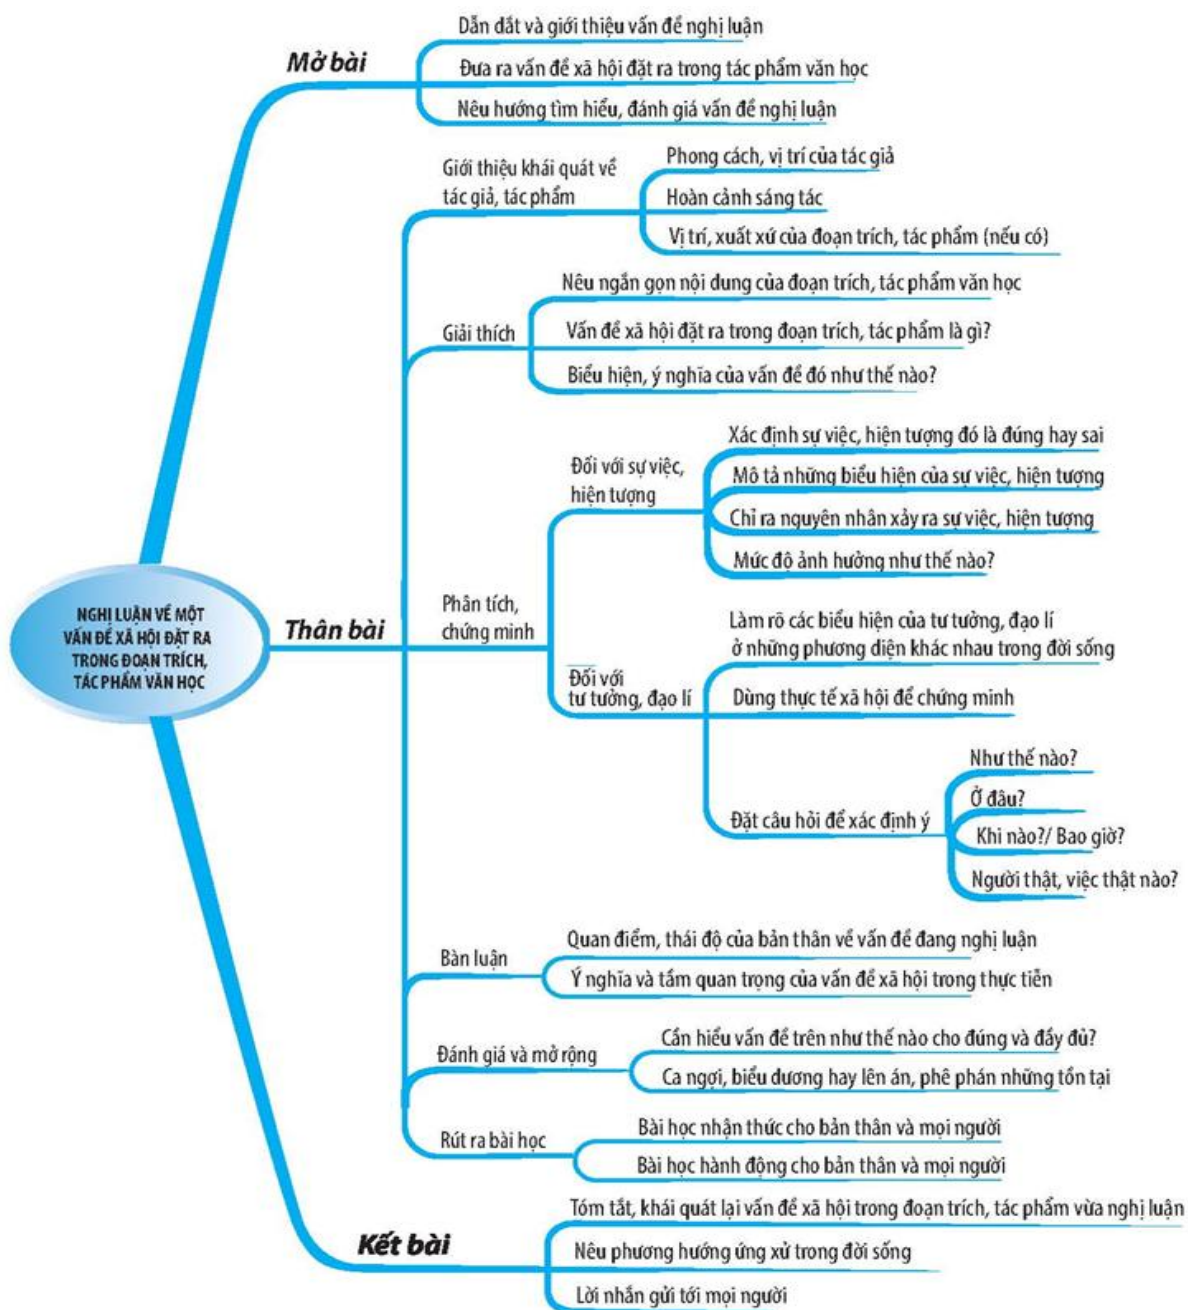 NGHỊ LUẬN VỀ MỘT
VẤN ĐỀ XÃ HỘI ĐẶT RA
TRONG ĐOẠN TRÍCH,
TÁC PHẨM VĂN HỌC
Mở bài
Dẫn dắt và giới thiệu vấn đề nghị luận
Đưa ra vấn đề xã hội đặt ra trong tác phẩm văn học
Nêu hướng tìm hiểu, đánh giá vấn đề nghị luận
Thân bài
Giới thiệu khái quát về
tác giả, tác phẩm
Phong cách, vị trí của tác giả
Hoàn cảnh sáng tác
Vị trí, xuất xứ của đoạn trích, tác phẩm (nếu có)
Giải thích
Nêu ngắn gọn nội dung của đoạn trích, tác phẩm văn học
Vấn đề xã hội đặt ra trong đoạn trích, tác phẩm là gì?
Biểu hiện, ý nghĩa của vấn đề đó như thế nào?
Phân tích,
chứng minh
Đối với sự việc,
hiện tượng
Xác định sự việc, hiện tượng đó là đúng hay sai
Mô tả những biểu hiện của sự việc, hiện tượng
Chỉ ra nguyên nhân xảy ra sự việc, hiện tượng
Mức độ ảnh hưởng như thế nào?
Đối với
tư tưởng, đạo lí
Làm rõ các biểu hiện của tư tưởng, đạo lí
ở những phương diện khác nhau trong đời sống
Dùng thực tế xã hội để chứng minh
Đặt câu hỏi để xác định ý
Như thế nào?
Ở đâu?
Khi nào?/ Bao giờ?
Người thật, việc thật nào?
Bàn luận
Quan điểm, thái độ của bản thân về vấn đề đang nghị luận
Ý nghĩa và tầm quan trọng của vấn đề xã hội trong thực tiễn
Đánh giá và mở rộng
Cần hiểu vấn đề trên như thế nào cho đúng và đầy đủ?
Ca ngợi, biểu dương hay lên án, phê phán những tồn tại
Rút ra bài học
Bài học nhận thức cho bản thân và mọi người
Bài học hành động cho bản thân và mọi người
Kết bài
Tóm tắt, khái quát lại vấn đề xã hội trong đoạn trích, tác phẩm vừa nghị luận
Nêu phương hướng ứng xử trong đời sống
Lời nhắn gửi tới mọi người